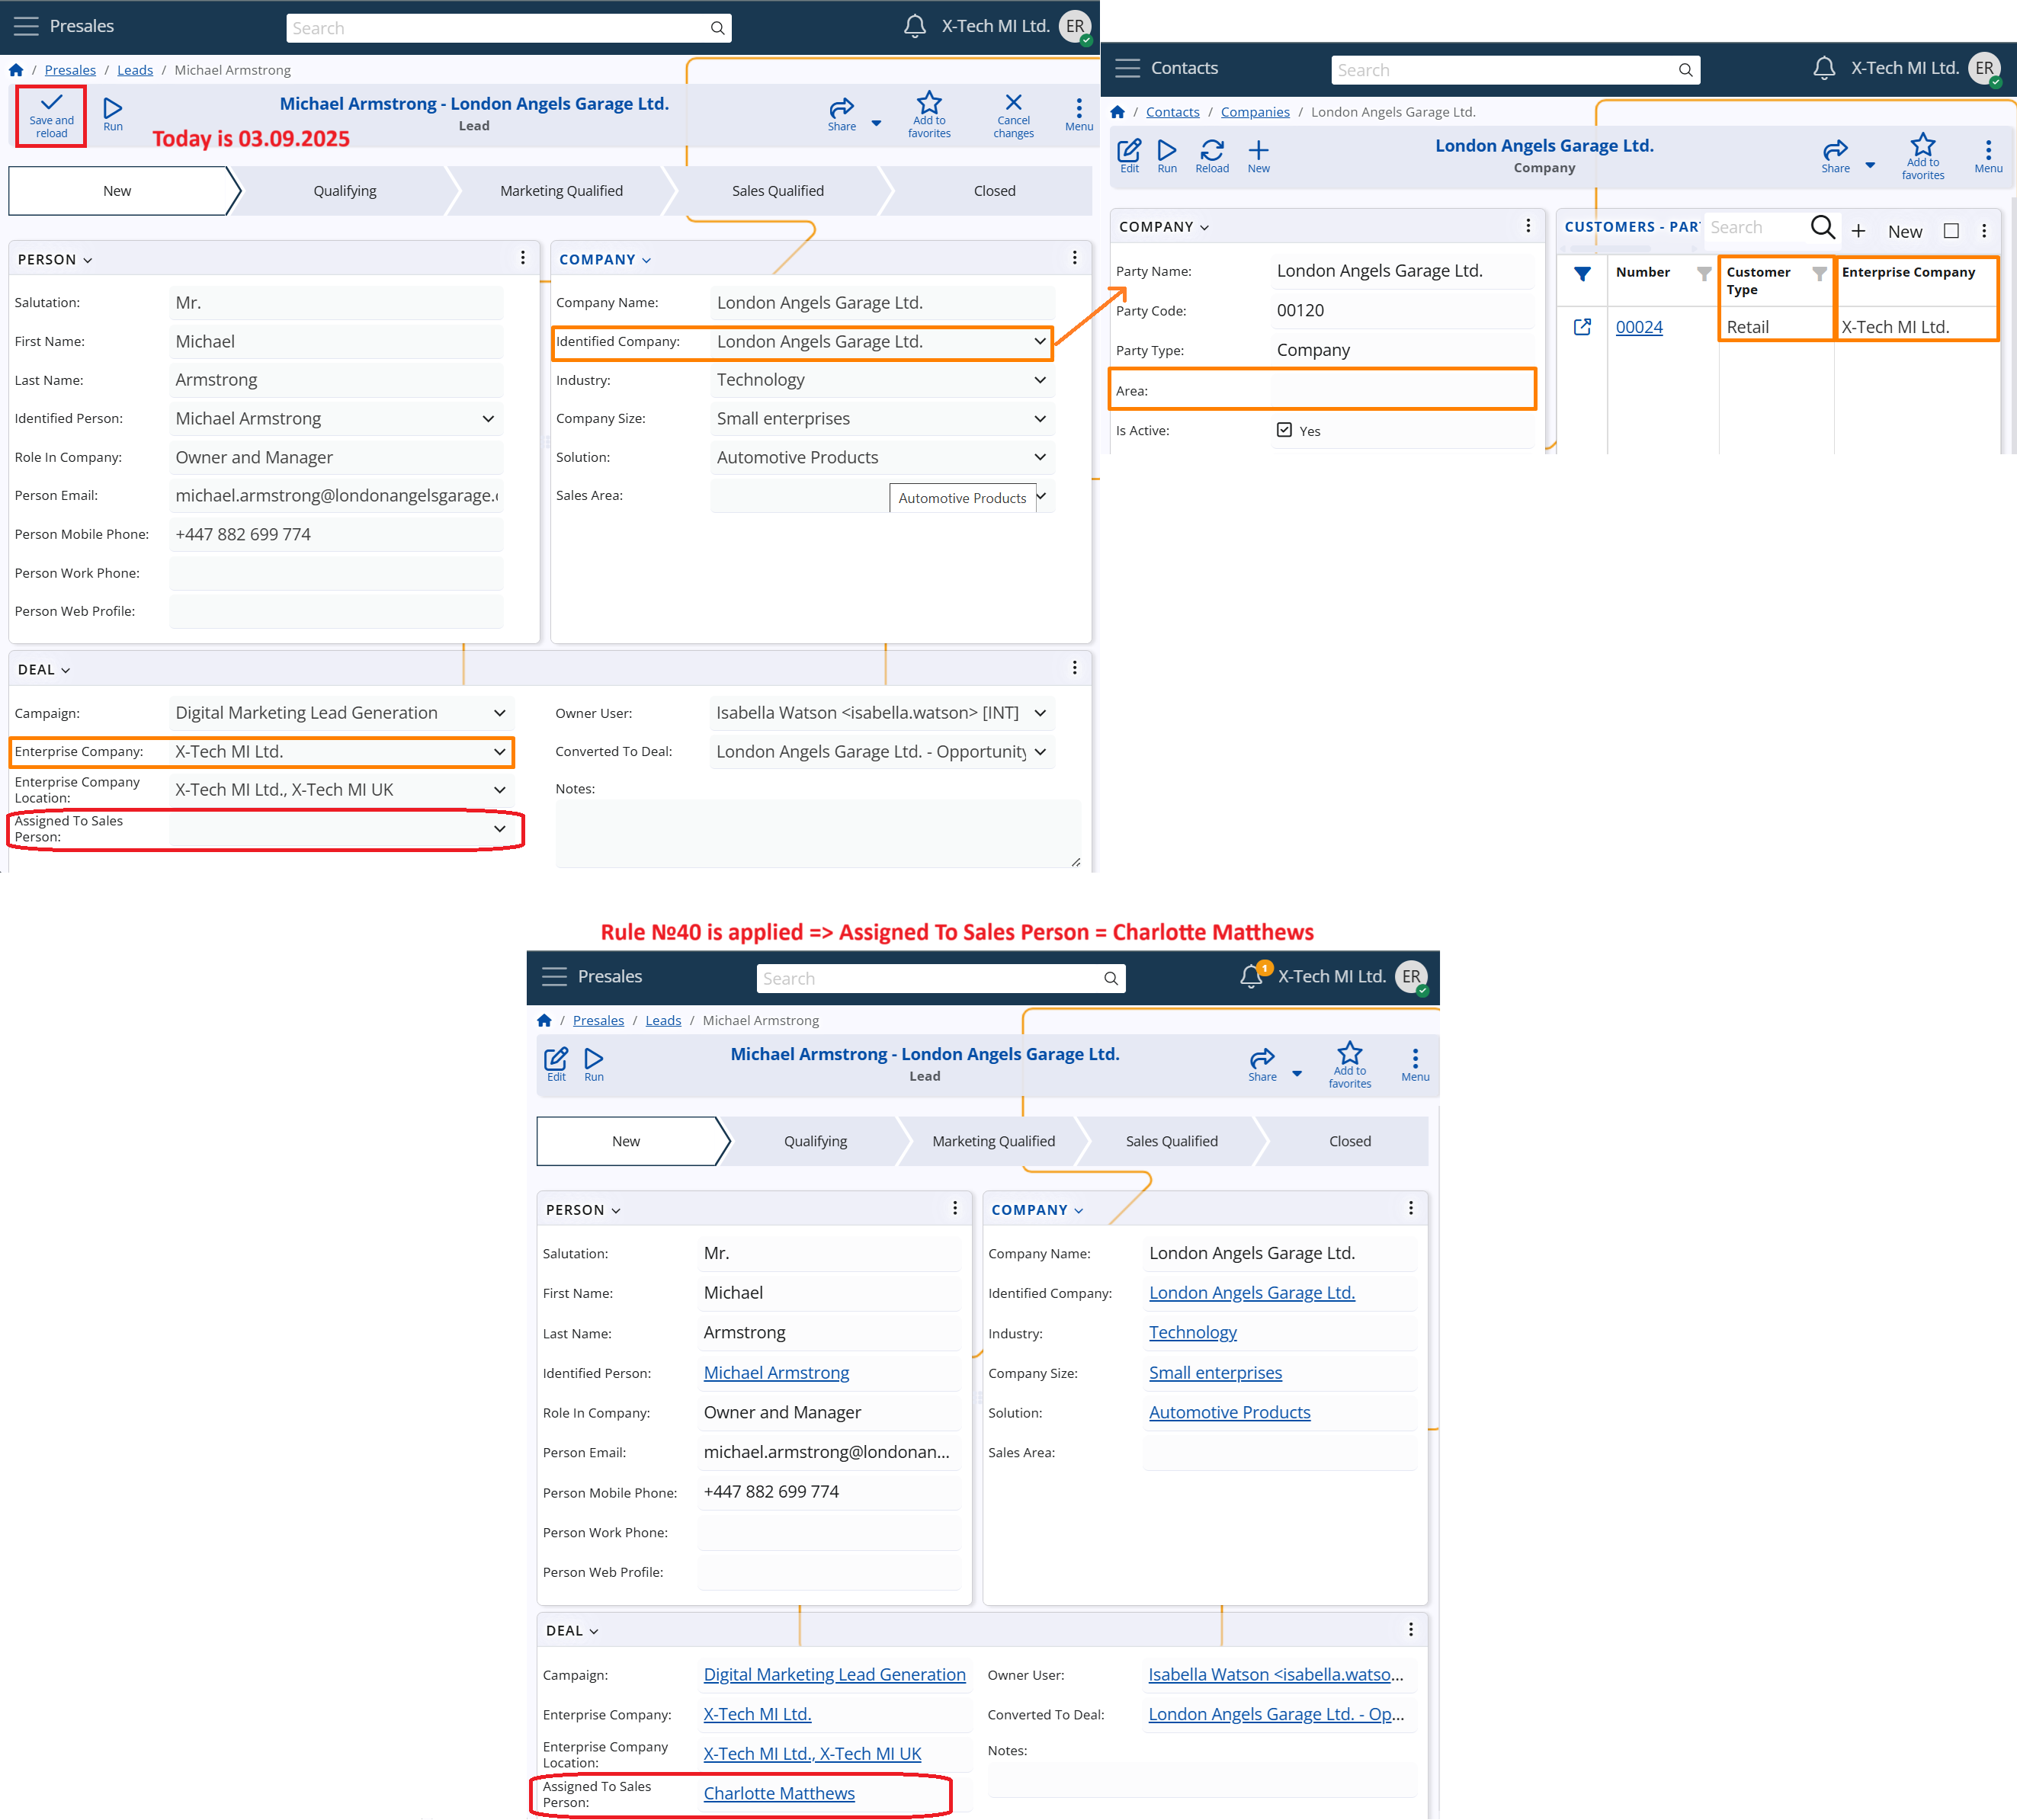 Presales
Search
X-Tech MI Ltd.
ER
/ Presales / Leads / Michael Armstrong
Save and
reload
Run
Today is 03.09.2025
Michael Armstrong - London Angels Garage Ltd.
Lead
Share
Add to
favorites
Cancel
changes
Menu
New
Qualifying
Marketing Qualified
Sales Qualified
Closed
PERSON
Salutation: Mr.
First Name: Michael
Last Name: Armstrong
Identified Person: Michael Armstrong
Role In Company: Owner and Manager
Person Email: michael.armstrong@londonangelsgarage.
Person Mobile Phone: +447 882 699 774
Person Work Phone:
Person Web Profile:
COMPANY
Company Name: London Angels Garage Ltd.
Identified Company: London Angels Garage Ltd.
Industry: Technology
Company Size: Small enterprises
Solution: Automotive Products
Sales Area:
Automotive Products
DEAL
Campaign: Digital Marketing Lead Generation
Enterprise Company: X-Tech MI Ltd.
Enterprise Company
Location: X-Tech MI Ltd., X-Tech MI UK
Assigned To Sales
Person:
Owner User: Isabella Watson <isabella.watson> [INT]
Converted To Deal: London Angels Garage Ltd. - Opportunity
Notes:
Contacts
Search
X-Tech MI Ltd.
ER
/ Contacts / Companies / London Angels Garage Ltd.
Edit
Run
Reload
New
London Angels Garage Ltd.
Company
Share
Add to
favorites
Menu
COMPANY
Party Name: London Angels Garage Ltd.
Party Code: 00120
Party Type: Company
Area:
Is Active: Yes
CUSTOMERS - PAR
Search
New
Number
Customer
Type
Enterprise Company
00024
Retail
X-Tech MI Ltd.
Rule №40 is applied => Assigned To Sales Person = Charlotte Matthews
Presales
Search
1
X-Tech MI Ltd.
ER
/ Presales / Leads / Michael Armstrong
Edit
Run
Michael Armstrong - London Angels Garage Ltd.
Lead
Share
Add to
favorites
Menu
New
Qualifying
Marketing Qualified
Sales Qualified
Closed
PERSON
Salutation: Mr.
First Name: Michael
Last Name: Armstrong
Identified Person: Michael Armstrong
Role In Company: Owner and Manager
Person Email: michael.armstrong@londonan...
Person Mobile Phone: +447 882 699 774
Person Work Phone:
Person Web Profile:
COMPANY
Company Name: London Angels Garage Ltd.
Identified Company: London Angels Garage Ltd.
Industry: Technology
Company Size: Small enterprises
Solution: Automotive Products
Sales Area:
DEAL
Campaign: Digital Marketing Lead Generation
Enterprise Company: X-Tech MI Ltd.
Enterprise Company
Location: X-Tech MI Ltd., X-Tech MI UK
Assigned To Sales
Person: Charlotte Matthews
Owner User: Isabella Watson <isabella.watso...
Converted To Deal: London Angels Garage Ltd. - Op...
Notes: